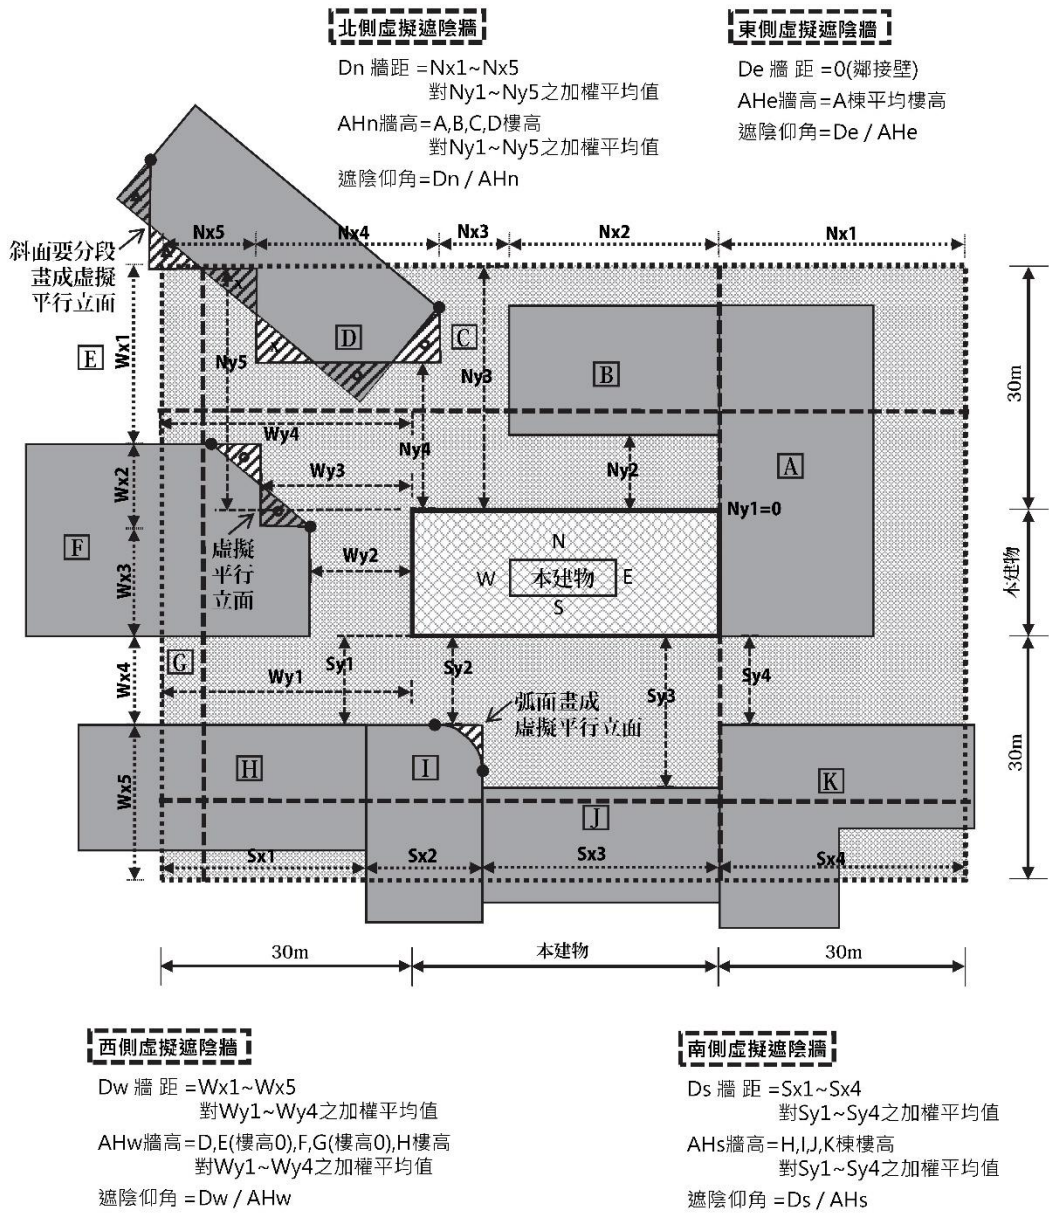 北側虛擬遮陰牆
Dn 牆距 =Nx1~Nx5
對Ny1~Ny5之加權平均值
AHn牆高=A,B,C,D樓高
對Ny1~Ny5之加權平均值
遮陰仰角=Dn / AHn
東側虛擬遮陰牆
De 牆 距 =0(鄰接壁)
AHe牆高=A棟平均樓高
遮陰仰角=De / AHe
斜面要分段
畫成虛擬
平行立面
Nx5
Nx4
Nx3
Nx2
Nx1
E
D
C
B
A
Wx1
Ny5
Ny3
30m
Wy4
Ny4
Ny2
Wx2
Wy3
Ny1=0
F
虛擬
平行
立面
Wx3
Wy2
N
W
本建物
E
S
本建物
G
Wx4
Wy1
Sy1
Sy2
Sy3
Sy4
弧面畫成
虛擬平行立面
30m
H
I
J
K
Wx5
Sx1
Sx2
Sx3
Sx4
30m
本建物
30m
西側虛擬遮陰牆
Dw 牆 距 =Wx1~Wx5
對Wy1~Wy4之加權平均值
AHw牆高=D,E(樓高0),F,G(樓高0),H樓高
對Wy1~Wy4之加權平均值
遮陰仰角 =Dw / AHw
南側虛擬遮陰牆
Ds 牆 距 =Sx1~Sx4
對Sy1~Sy4之加權平均值
AHs牆高=H,I,J,K棟樓高
對Sy1~Sy4之加權平均值
遮陰仰角 =Ds / AHs